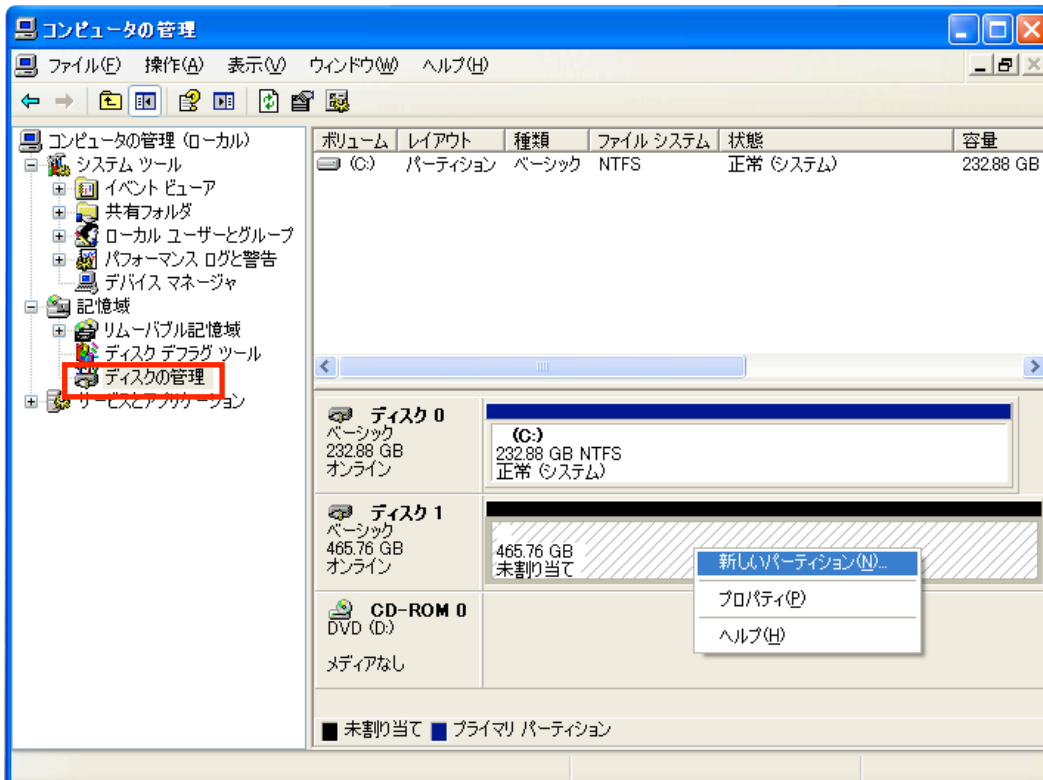 コンピュータの管理
ファイル(F) 操作(A) 表示(V) ウィンドウ(W) ヘルプ(H)
コンピュータの管理 (ローカル)
システム ツール
イベント ビューア
共有フォルダ
ローカル ユーザーとグループ
パフォーマンス ログと警告
デバイス マネージャ
記憶域
リムーバブル記憶域
ディスク デフラグ ツール
ディスクの管理
サービスとアプリケーション
ボリューム レイアウト 種類 ファイル システム 状態 容量
(C:) パーティション ベーシック NTFS 正常 (システム) 232.88 GB
ディスク 0
ベーシック
232.88 GB
オンライン
(C:)
232.88 GB NTFS
正常 (システム)
ディスク 1
ベーシック
465.76 GB
オンライン
465.76 GB
未割り当て
新しいパーティション(N)...
プロパティ(P)
ヘルプ(H)
CD-ROM 0
DVD (D:)
メディアなし
未割り当て プライマリ パーティション